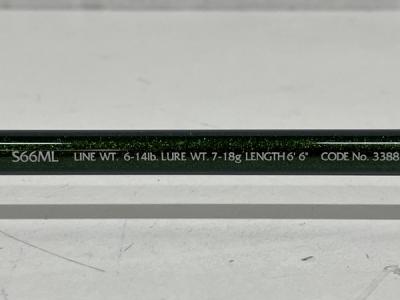 S66ML LINE WT. 6-14lb. LURE WT. 7-18g LENGTH 6' 6" CODE No. 3388